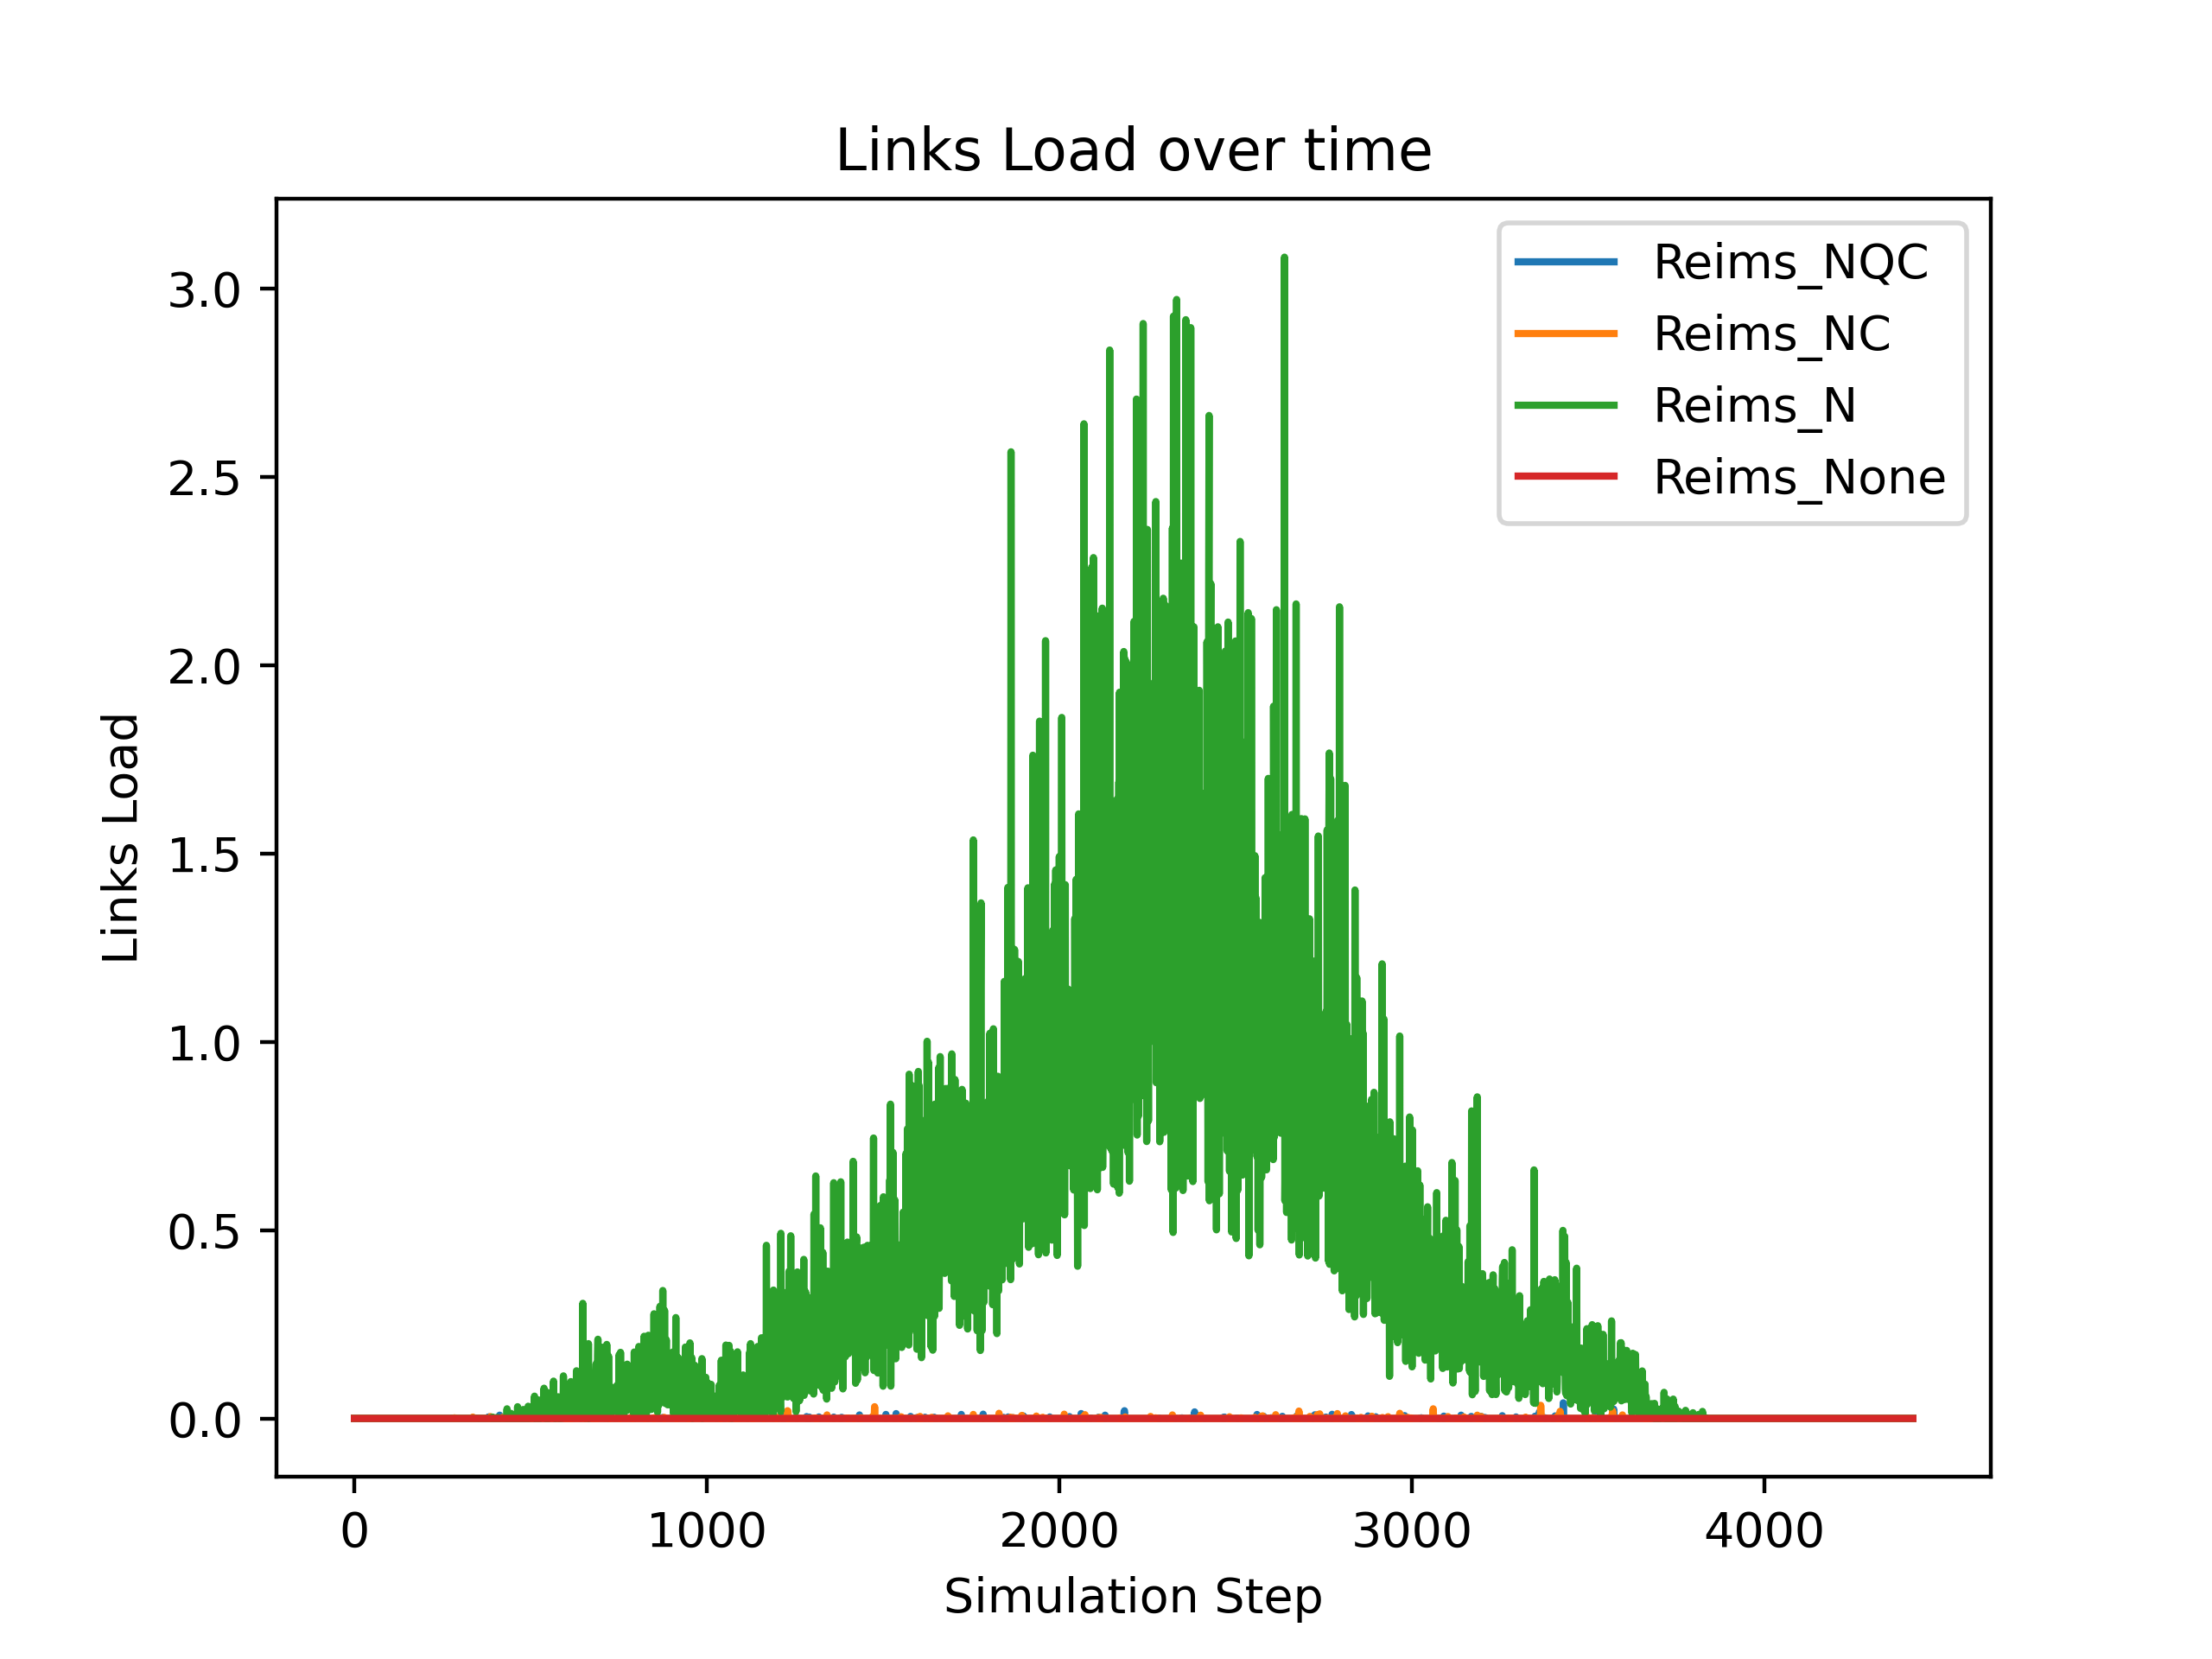 Links Load over time
Reims_NQC
Reims_NC
Reims_N
Reims_None
Links Load
3.0
2.5
2.0
1.5
1.0
0.5
0.0
0 1000 2000 3000 4000
Simulation Step